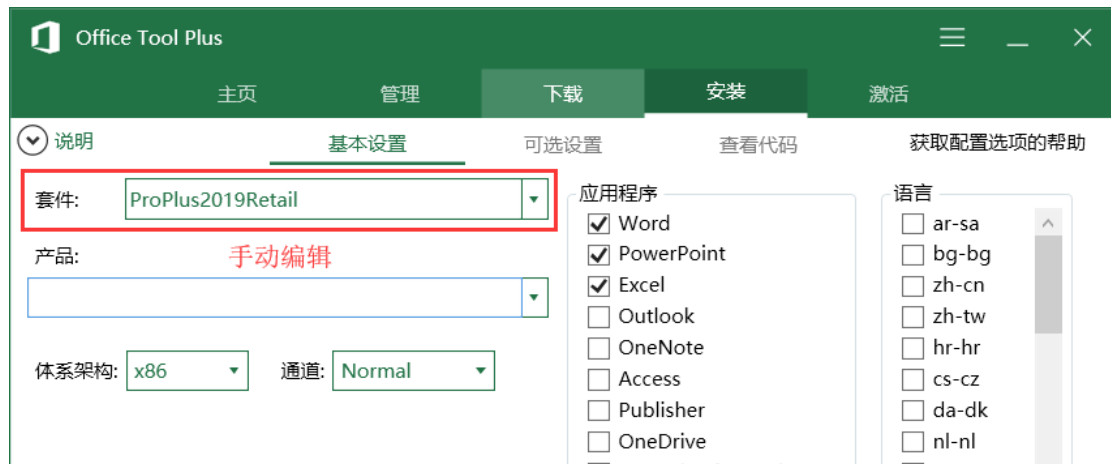 Office Tool Plus
主页 管理 下载 安装 激活
说明 基本设置 可选设置 查看代码 获取配置选项的帮助
套件: ProPlus2019Retail
产品: 手动编辑
体系架构: x86 通道: Normal
应用程序
Word
PowerPoint
Excel
Outlook
OneNote
Access
Publisher
OneDrive
语言
ar-sa
bg-bg
zh-cn
zh-tw
hr-hr
cs-cz
da-dk
nl-nl